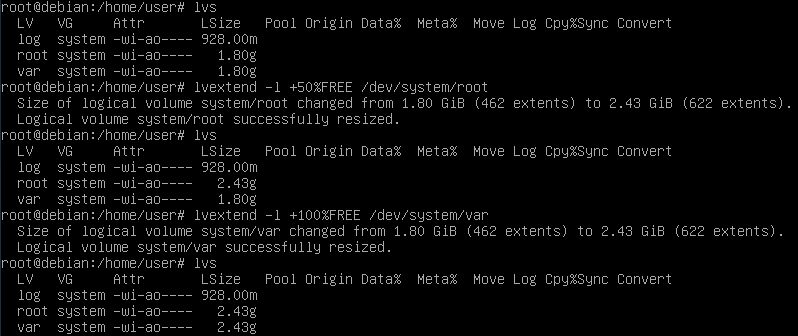 root@debian:/home/user# lvs
  LV   VG     Attr       LSize   Pool Origin Data%  Meta%  Move Log Cpy%Sync Convert
  log  system -wi-ao---- 928.00m
  root system -wi-ao----   1.80g
  var  system -wi-ao----   1.80g
root@debian:/home/user# lvextend -l +50%FREE /dev/system/root
  Size of logical volume system/root changed from 1.80 GiB (462 extents) to 2.43 GiB (622 extents).
  Logical volume system/root successfully resized.
root@debian:/home/user# lvs
  LV   VG     Attr       LSize   Pool Origin Data%  Meta%  Move Log Cpy%Sync Convert
  log  system -wi-ao---- 928.00m
  root system -wi-ao----   2.43g
  var  system -wi-ao----   1.80g
root@debian:/home/user# lvextend -l +100%FREE /dev/system/var
  Size of logical volume system/var changed from 1.80 GiB (462 extents) to 2.43 GiB (622 extents).
  Logical volume system/var successfully resized.
root@debian:/home/user# lvs
  LV   VG     Attr       LSize   Pool Origin Data%  Meta%  Move Log Cpy%Sync Convert
  log  system -wi-ao---- 928.00m
  root system -wi-ao----   2.43g
  var  system -wi-ao----   2.43g